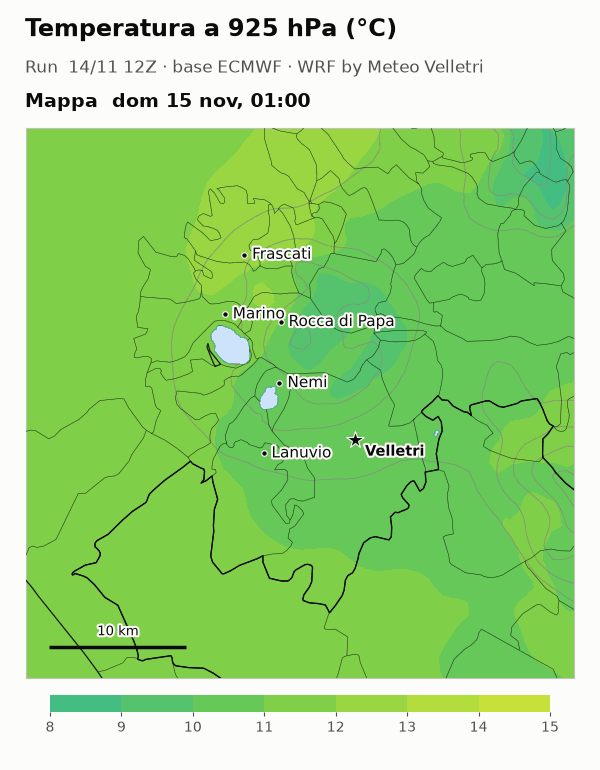 Temperatura a 925 hPa (°C)
Run 14/11 12Z · base ECMWF · WRF by Meteo Velletri
Mappa dom 15 nov, 01:00
Frascati
Marino
Rocca di Papa
Nemi
Velletri
Lanuvio
10 km
8 9 10 11 12 13 14 15